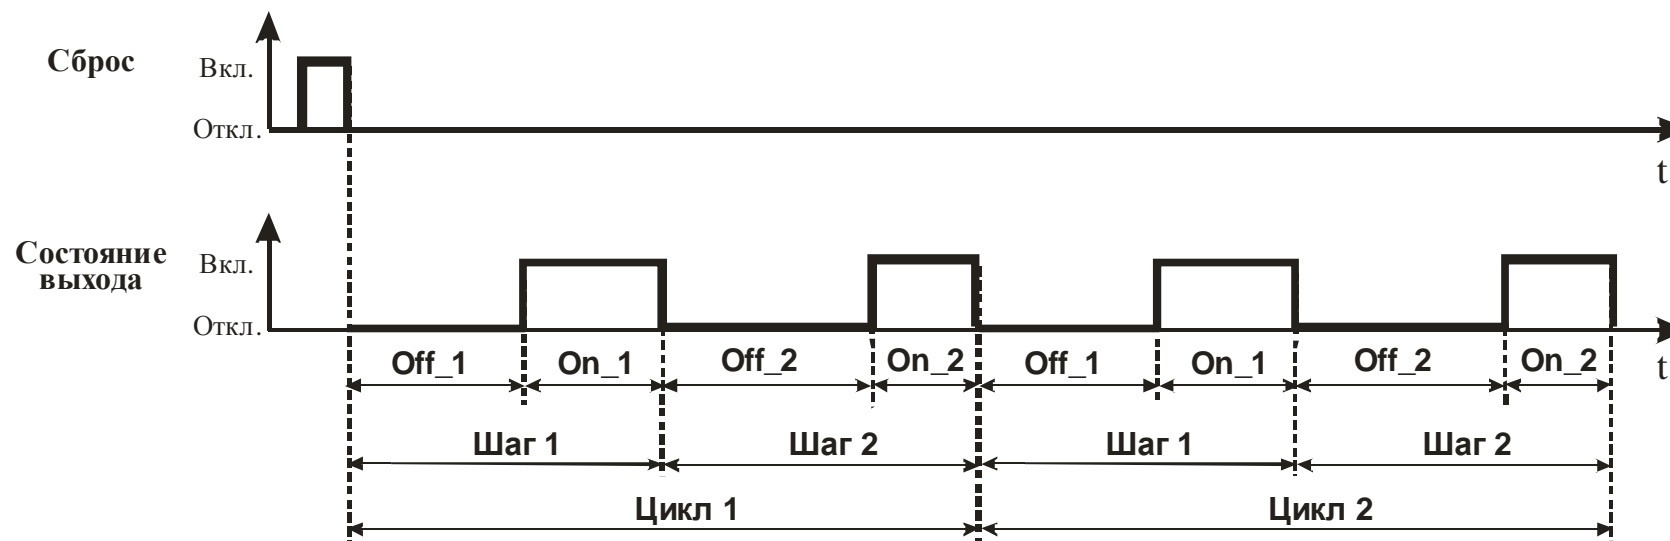 Сброс
Вкл.
Откл.
t
Состояние
выхода
Вкл.
Откл.
t
Off_1 On_1 Off_2 On_2 Off_1 On_1 Off_2 On_2
Шаг 1 Шаг 2 Шаг 1 Шаг 2
Цикл 1 Цикл 2